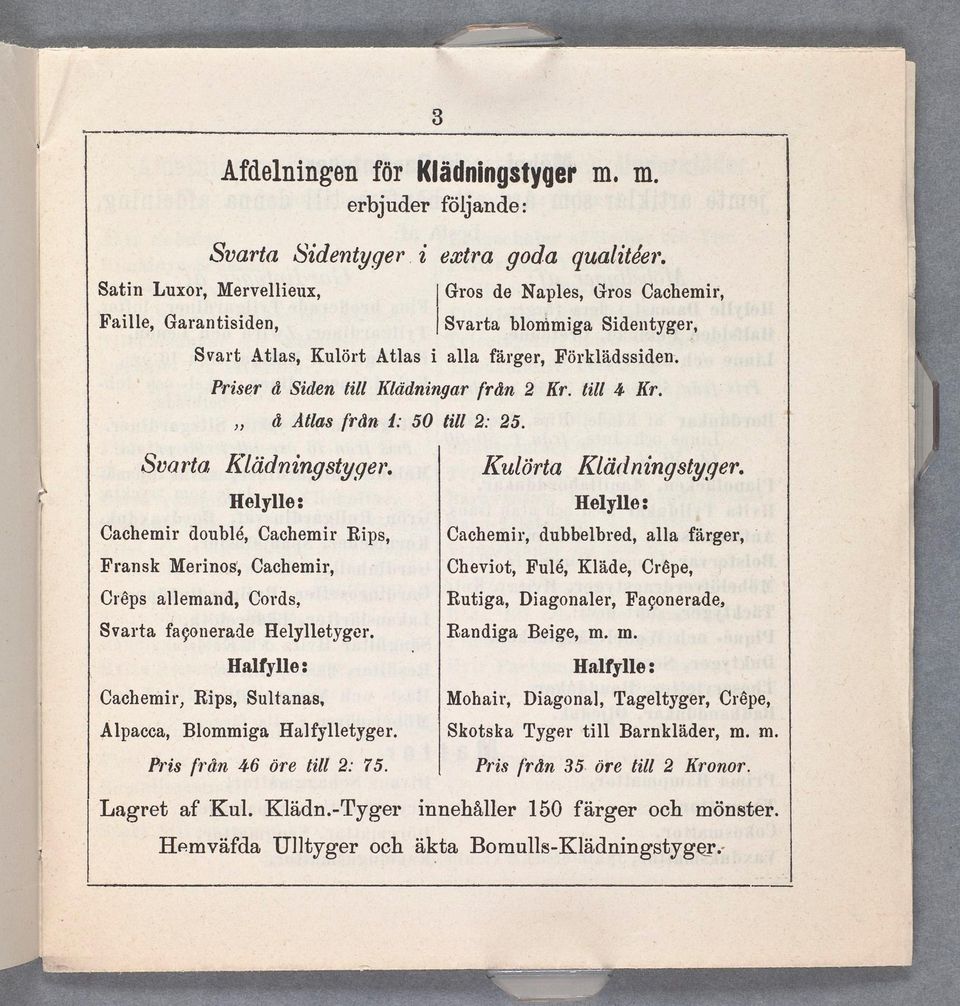 3
Afdelningen för Klädningstyger m. m.
erbjuder följande:
Svarta Sidentyger i extra goda qualitéer.
Satin Luxor, Mervellieux,
Faille, Garantisiden,
Gros de Naples, Gros Cachemir,
Svarta blommiga Sidentyger,
Svart Atlas, Kulört Atlas i alla färger, Förklädssiden.
Priser å Siden till Klädningar från 2 Kr. till 4 Kr.
„ å Atlas från 1: 50 till 2: 25.
Svarta Klädningstyger.
Helylle:
Cachemir doublé, Cachemir Rips,
Fransk Merinos, Cachemir,
Crêps allemand, Cords,
Svarta façonerade Helylletyger.
Halfylle:
Cachemir, Rips, Sultanas,
Alpacca, Blommiga Halfylletyger.
Pris från 46 öre till 2: 75.
Kulörta Klädningstyger.
Helylle:
Cachemir, dubbelbred, alla färger,
Cheviot, Fulé, Kläde, Crêpe,
Rutiga, Diagonaler, Façonerade,
Randiga Beige, m. m.
Halfylle:
Mohair, Diagonal, Tageltyger, Crêpe,
Skotska Tyger till Barnkläder, m. m.
Pris från 35 öre till 2 Kronor.
Lagret af Kul. Klädn.-Tyger innehåller 150 färger och mönster.
Hemväfda Ulltyger och äkta Bomulls-Klädningstyger.